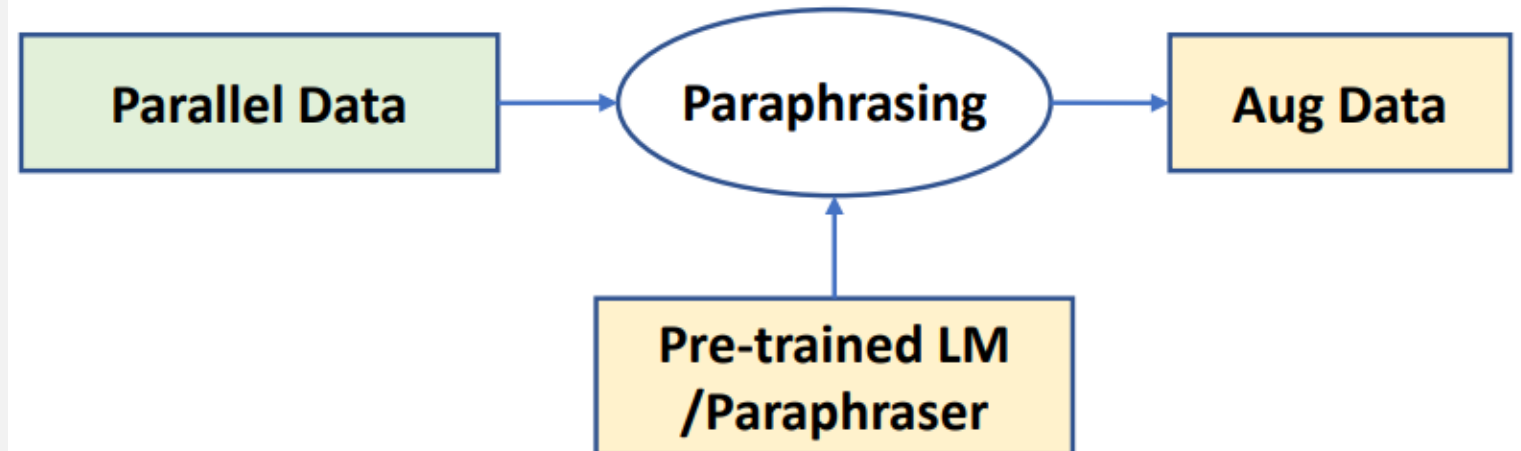 Parallel Data
Paraphrasing
Aug Data
Pre-trained LM
/Paraphraser